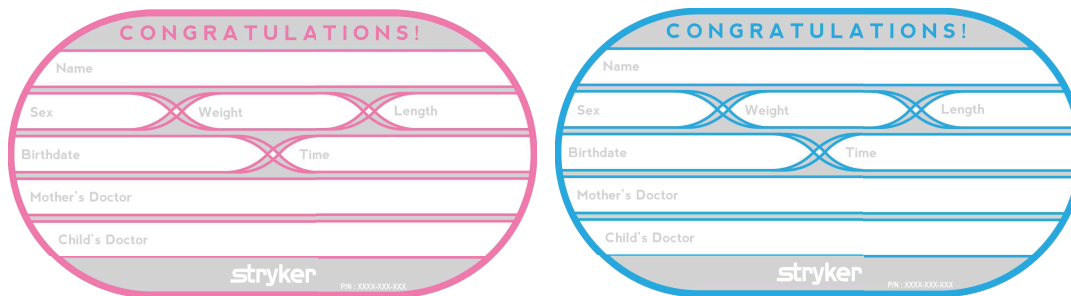 CONGRATULATIONS!
Name
Sex Weight Length
Birthdate Time
Mother's Doctor
Child's Doctor
stryker
P/N : XXXX-XXX-XXX
CONGRATULATIONS!
Name
Sex Weight Length
Birthdate Time
Mother's Doctor
Child's Doctor
stryker
P/N : XXXX-XXX-XXX